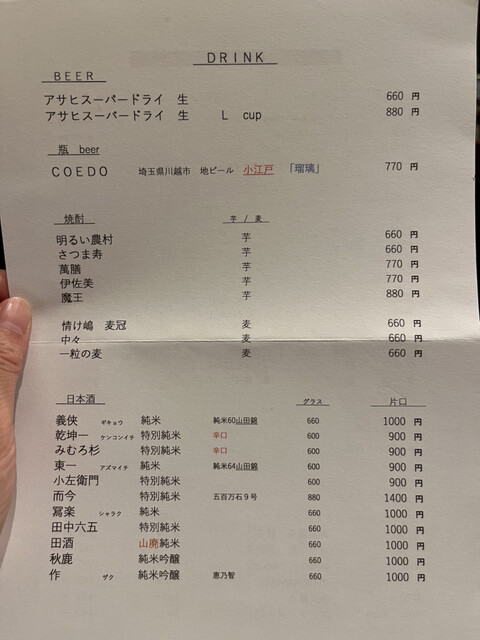 DRINK
BEER
アサヒスーパードライ 生 660 円
アサヒスーパードライ 生 L cup 880 円
瓶 beer
COEDO 埼玉県川越市 地ビール 小江戸 「瑠璃」 770 円
焼酎 芋 / 麦
明るい農村 芋 660 円
さつま寿 芋 660 円
萬膳 芋 770 円
伊佐美 芋 770 円
魔王 芋 880 円
情け嶋 麦冠 麦 660 円
中々 麦 660 円
一粒の麦 麦 660 円
日本酒 グラス 片口
義侠 ギキョウ 純米 純米60山田錦 660 1000 円
乾坤一 ケンコンイチ 特別純米 辛口 600 900 円
みむろ杉 特別純米 辛口 600 900 円
東一 アズマイチ 純米 純米64山田錦 600 900 円
小左衛門 特別純米 600 900 円
而今 特別純米 五百万石9号 880 1400 円
冩楽 シャラク 純米 660 1000 円
田中六五 特別純米 660 1000 円
田酒 山廃純米 660 1000 円
秋鹿 純米吟醸 660 1000 円
作 ザク 純米吟醸 恵乃智 660 1000 円